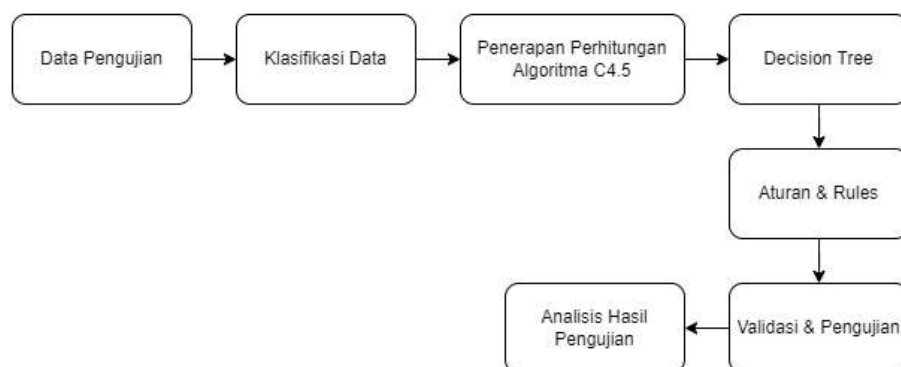 Data Pengujian
Klasifikasi Data
Penerapan Perhitungan
Algoritma C4.5
Decision Tree
Aturan & Rules
Validasi & Pengujian
Analisis Hasil
Pengujian